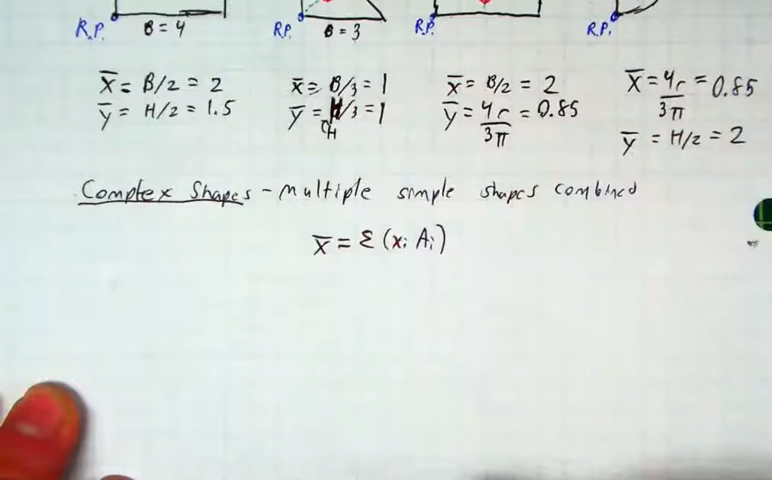 R.P. B = 4 R.P. B = 3 R.P. R.P.
x̄ = B/2 = 2 x̄ = B/3 = 1 x̄ = B/2 = 2 x̄ = 4r/3π = 0.85
ȳ = H/2 = 1.5 ȳ = H/3 = 1 ȳ = 4r/3π = 0.85 ȳ = H/2 = 2
Complex Shapes - multiple simple shapes combined
x̄ = Σ (xᵢ Aᵢ)